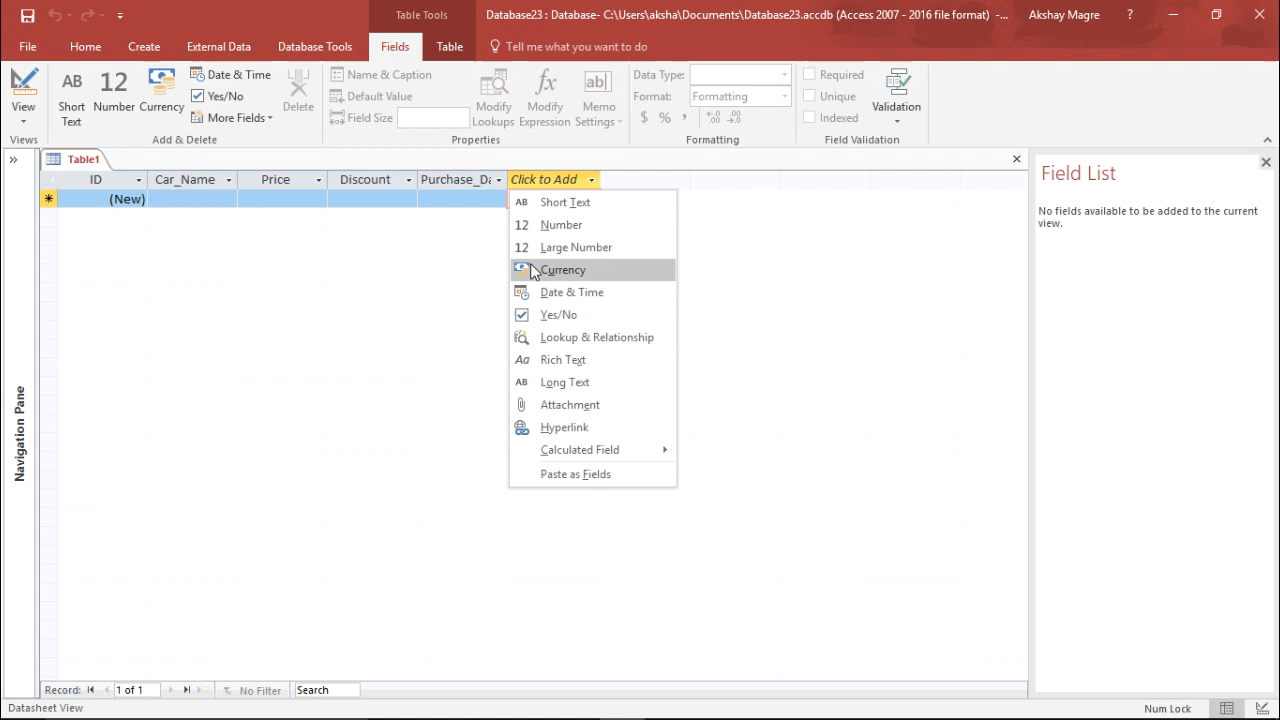 Table Tools
Database23 : Database- C:\Users\aksha\Documents\Database23.accdb (Access 2007 - 2016 file format) -...
Akshay Magre
?
File
Home
Create
External Data
Database Tools
Fields
Table
Tell me what you want to do
View
Views
AB
Short
Text
12
Number
Currency
Date & Time
Yes/No
More Fields
Delete
Add & Delete
Name & Caption
Default Value
Field Size
Modify
Lookups
fx
Modify
Expression
ab
Memo
Settings
Properties
Data Type:
Format:
Formatting
$ % ,
.00
.00
Formatting
Required
Unique
Indexed
Validation
Field Validation
Table1
ID
Car_Name
Price
Discount
Purchase_Da
Click to Add
(New)
AB Short Text
12 Number
12 Large Number
Currency
Date & Time
Yes/No
Lookup & Relationship
Aa Rich Text
AB Long Text
Attachment
Hyperlink
Calculated Field
Paste as Fields
Field List
No fields available to be added to the current
view.
Navigation Pane
Record:
1 of 1
No Filter
Search
Datasheet View
Num Lock